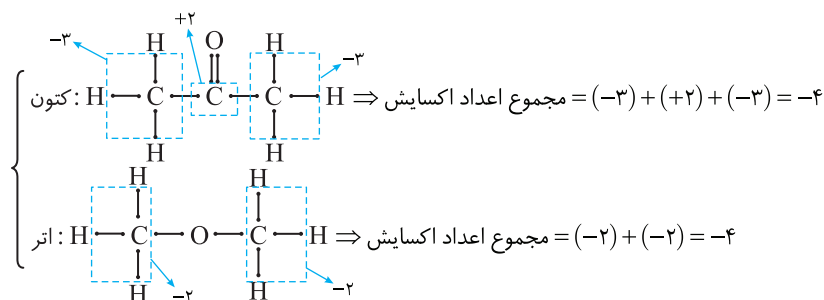 −۳ +۲ −۳
H O H
کتون : H C C C H ⇒ مجموع اعداد اکسایش = (−۳) + (+۲) + (−۳) = −۴
H H
H H
اتر : H C O C H ⇒ مجموع اعداد اکسایش = (−۲) + (−۲) = −۴
H H
−۲ −۲